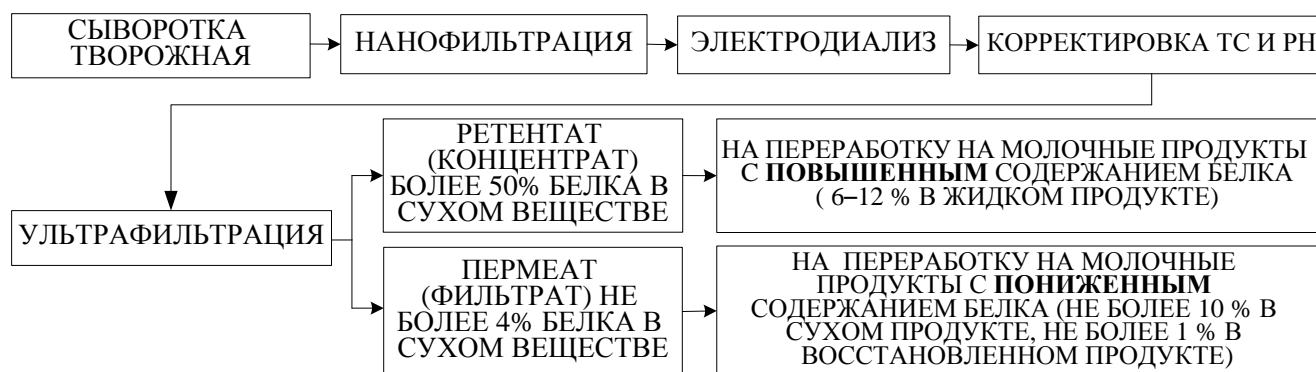 СЫВОРОТКА
ТВОРОЖНАЯ
НАНОФИЛЬТРАЦИЯ
ЭЛЕКТРОДИАЛИЗ
КОРРЕКТИРОВКА ТС И РН
УЛЬТРАФИЛЬТРАЦИЯ
РЕТЕНТАТ
(КОНЦЕНТРАТ)
БОЛЕЕ 50% БЕЛКА В
СУХОМ ВЕЩЕСТВЕ
НА ПЕРЕРАБОТКУ НА МОЛОЧНЫЕ ПРОДУКТЫ
С ПОВЫШЕННЫМ СОДЕРЖАНИЕМ БЕЛКА
( 6–12 % В ЖИДКОМ ПРОДУКТЕ)
ПЕРМЕАТ
(ФИЛЬТРАТ) НЕ
БОЛЕЕ 4% БЕЛКА В
СУХОМ ВЕЩЕСТВЕ
НА ПЕРЕРАБОТКУ НА МОЛОЧНЫЕ
ПРОДУКТЫ С ПОНИЖЕННЫМ
СОДЕРЖАНИЕМ БЕЛКА (НЕ БОЛЕЕ 10 % В
СУХОМ ПРОДУКТЕ, НЕ БОЛЕЕ 1 % В
ВОССТАНОВЛЕННОМ ПРОДУКТЕ)